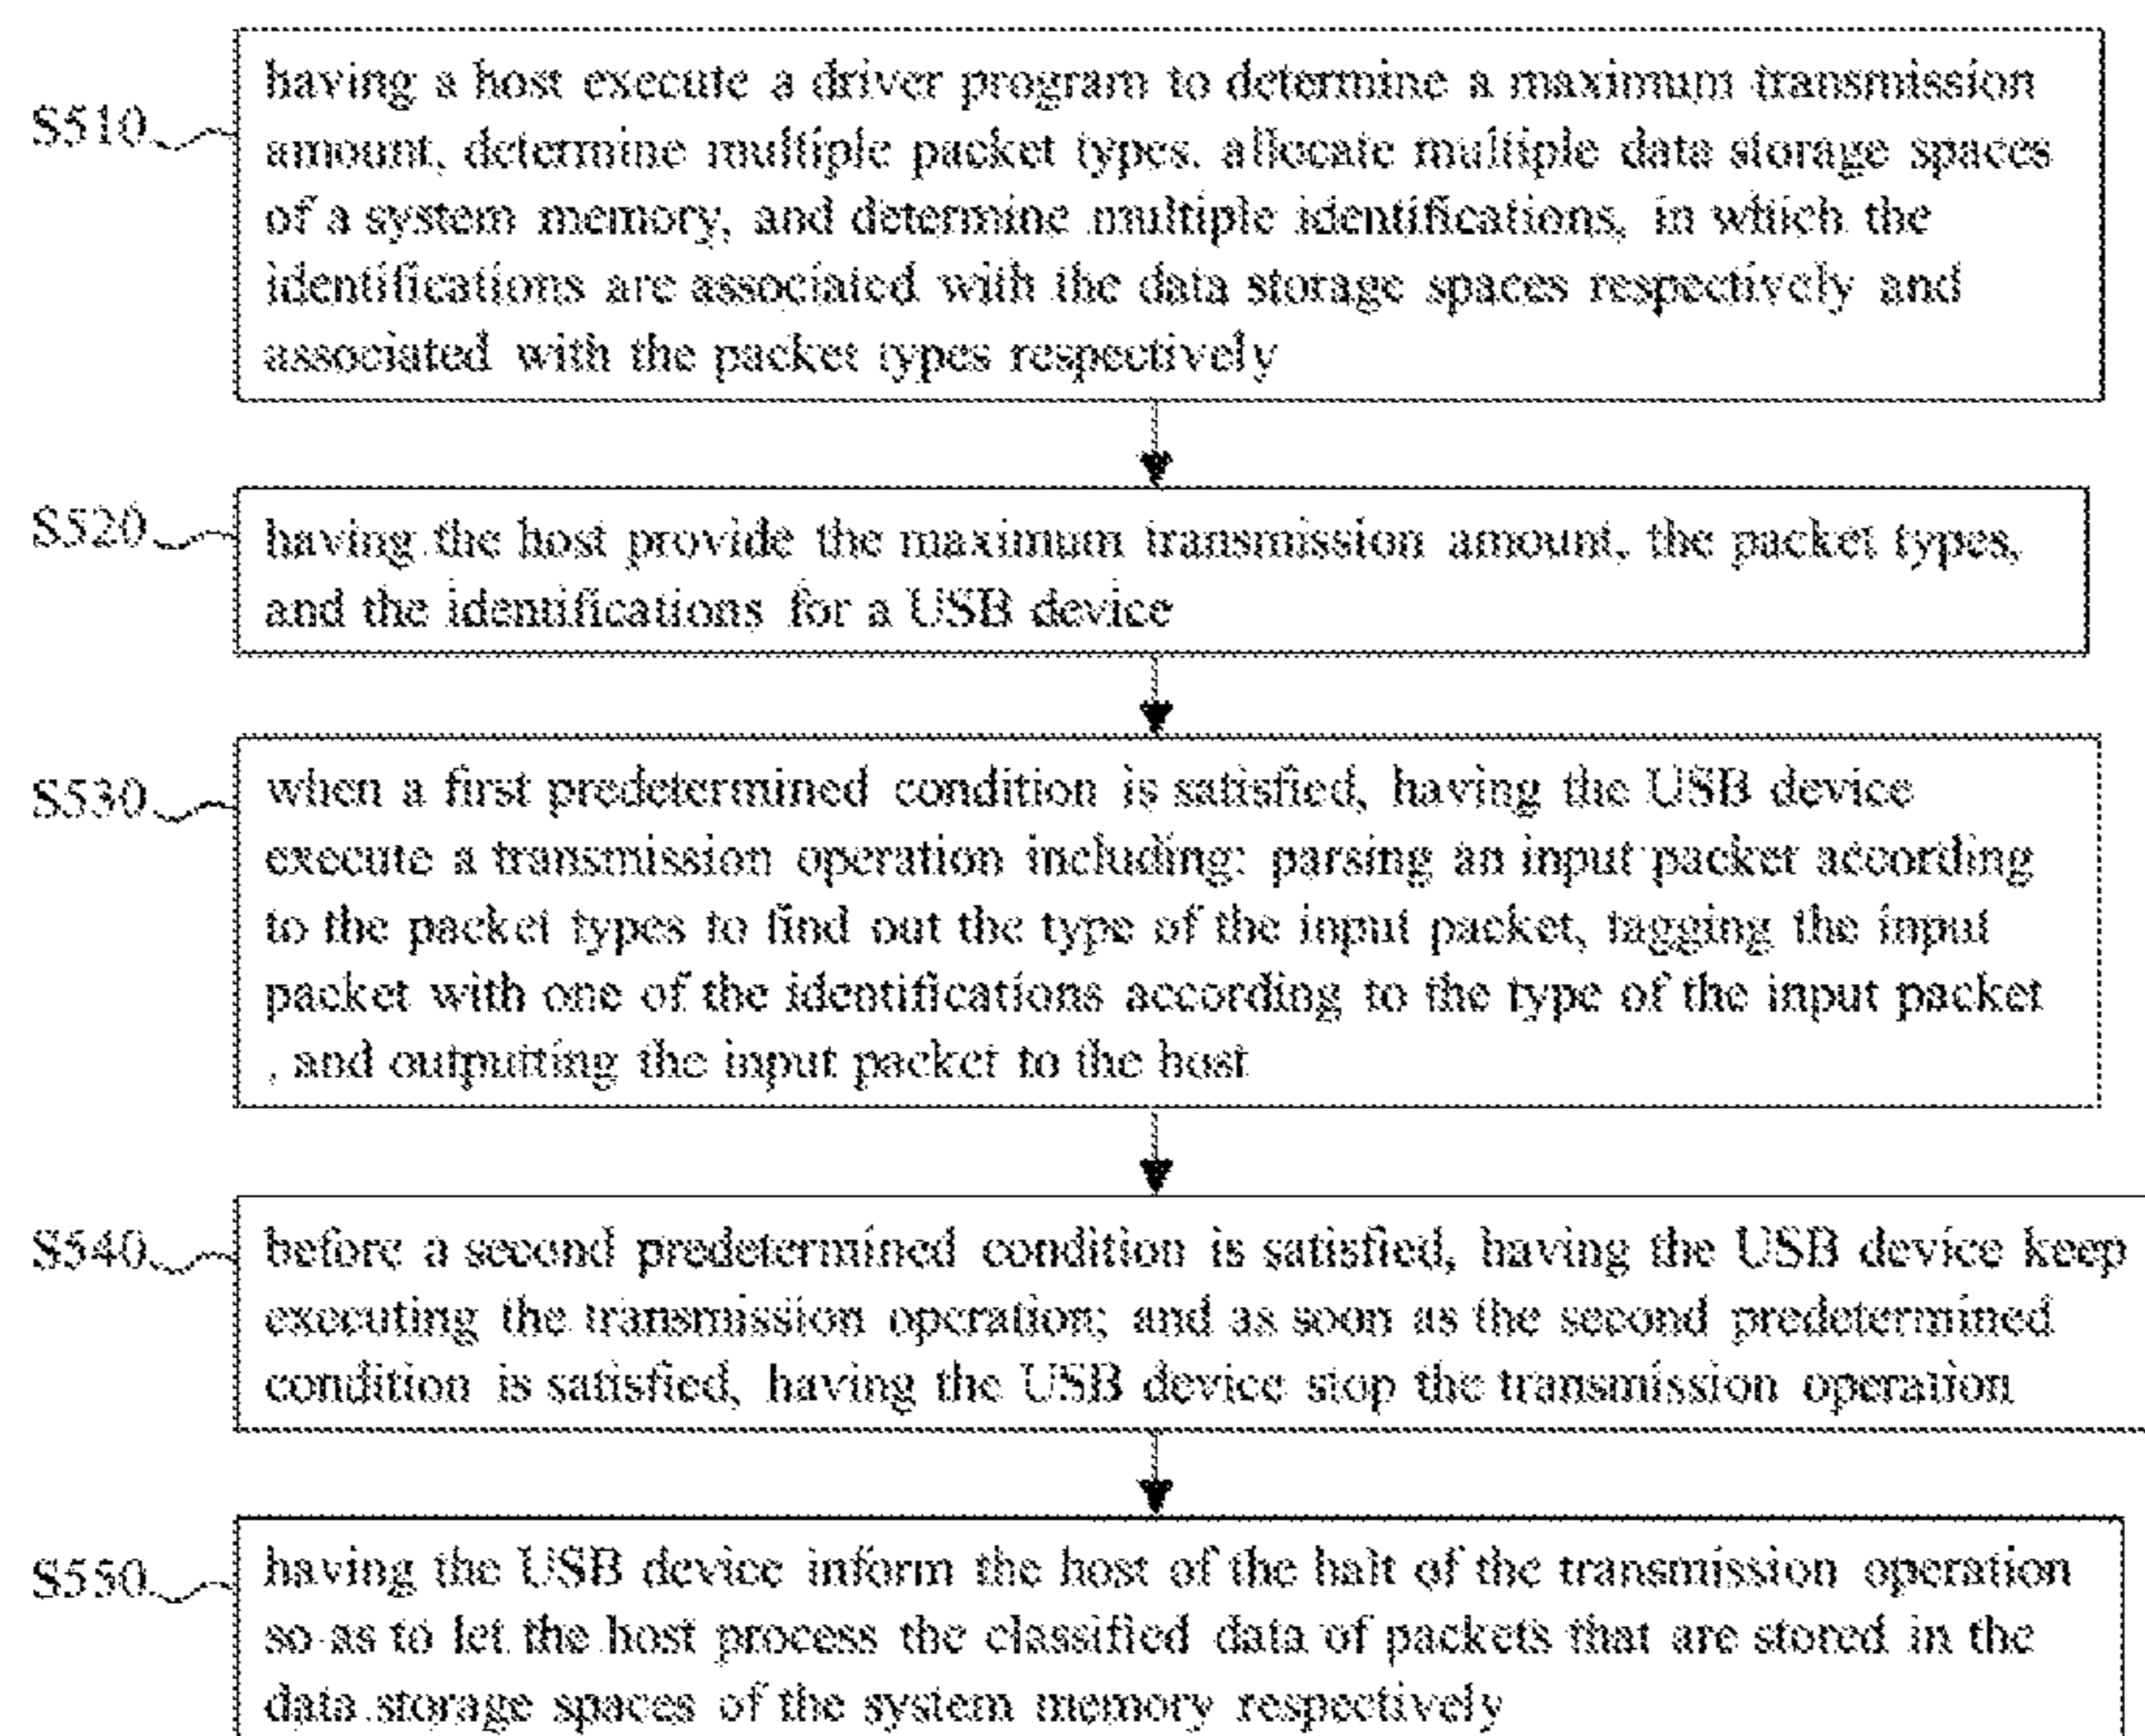 S510
having a host execute a driver program to determine a maximum transmission
amount, determine multiple packet types, allocate multiple data storage spaces
of a system memory, and determine multiple identifications, in which the
identifications are associated with the data storage spaces respectively and
associated with the packet types respectively
S520
having the host provide the maximum transmission amount, the packet types,
and the identifications for a USB device
S530
when a first predetermined condition is satisfied, having the USB device
execute a transmission operation including: parsing an input packet according
to the packet types to find out the type of the input packet, tagging the input
packet with one of the identifications according to the type of the input packet
, and outputting the input packet to the host
S540
before a second predetermined condition is satisfied, having the USB device keep
executing the transmission operation; and as soon as the second predetermined
condition is satisfied, having the USB device stop the transmission operation
S550
having the USB device inform the host of the halt of the transmission operation
so as to let the host process the classified data of packets that are stored in the
data storage spaces of the system memory respectively